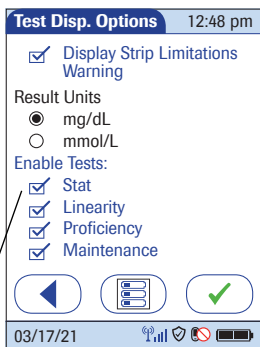 Test Disp. Options 12:48 pm
Display Strip Limitations
Warning
Result Units
mg/dL
mmol/L
Enable Tests:
Stat
Linearity
Proficiency
Maintenance
03/17/21